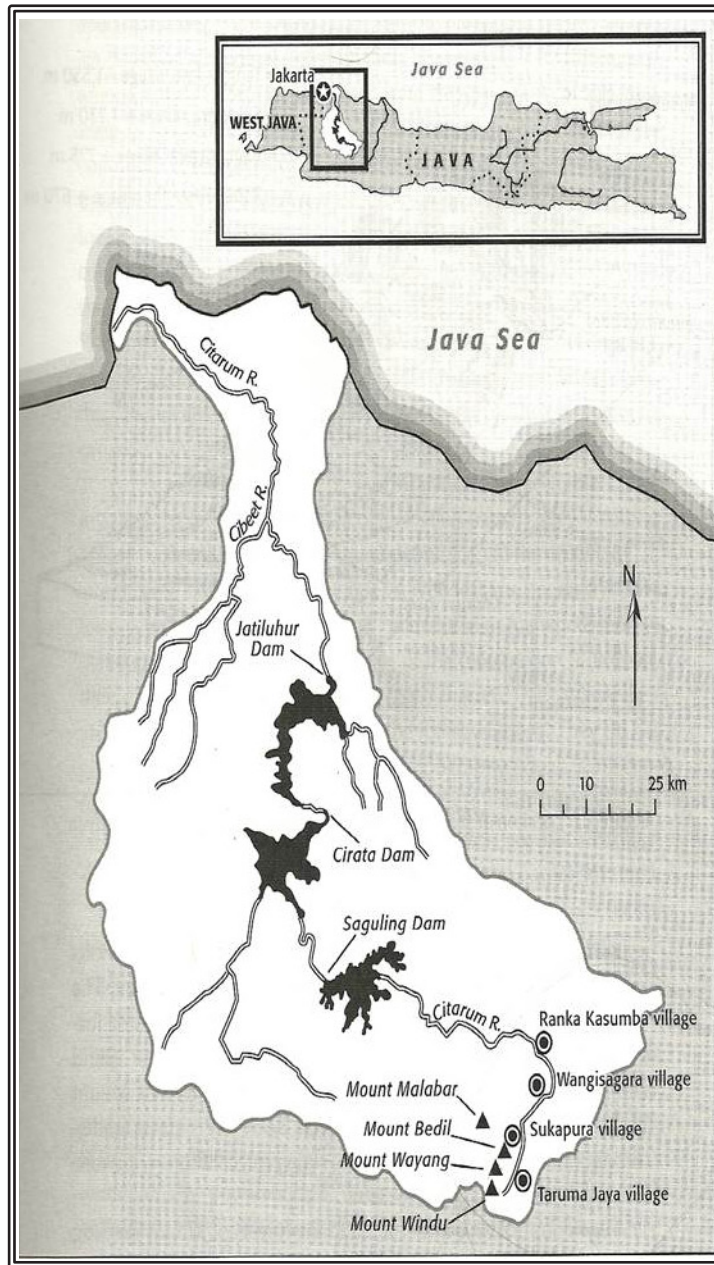 Java Sea
Jakarta
WEST JAVA
JAVA
Java Sea
Citarum R.
Cibeet R.
N
Jatiluhur
Dam
0 10 25 km
Cirata Dam
Saguling Dam
Citarum R.
Ranka Kasumba village
Wangisagara village
Mount Malabar
Mount Bedil
Sukapura village
Mount Wayang
Taruma Jaya village
Mount Windu